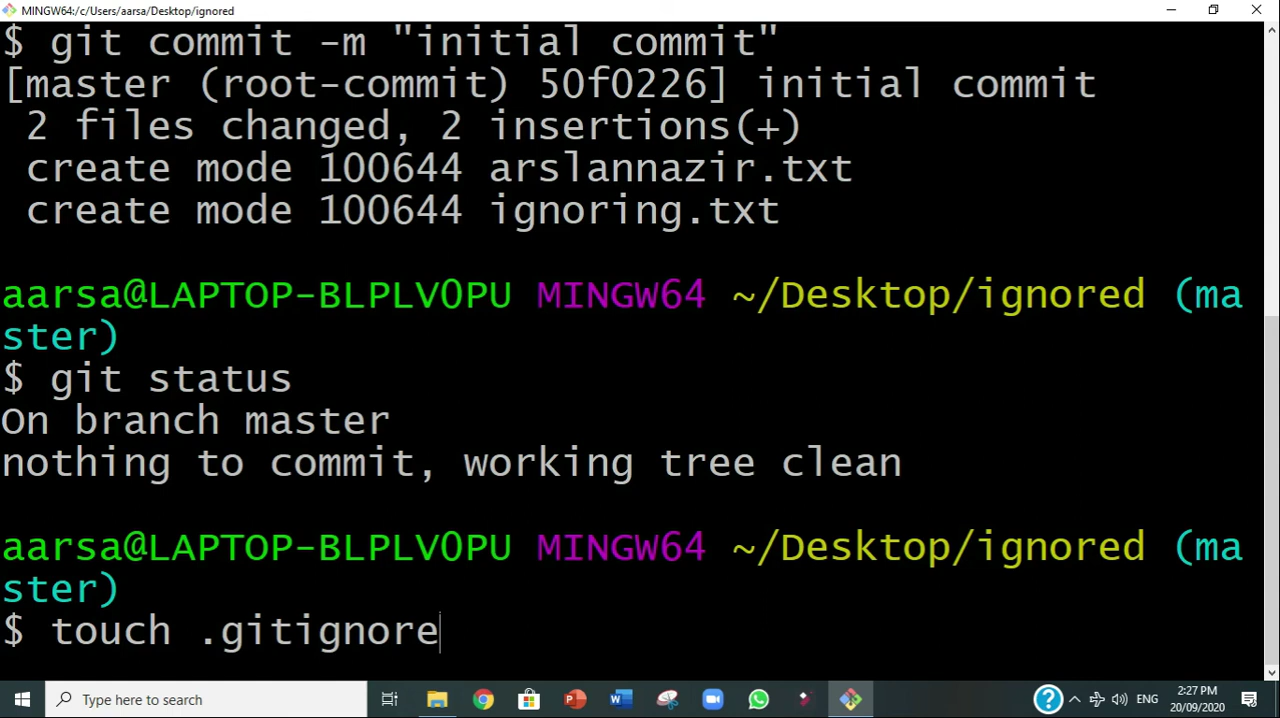 MINGW64:/c/Users/aarsa/Desktop/ignored
$ git commit -m "initial commit"
[master (root-commit) 50f0226] initial commit
 2 files changed, 2 insertions(+)
 create mode 100644 arslannazir.txt
 create mode 100644 ignoring.txt
aarsa@LAPTOP-BLPLV0PU MINGW64 ~/Desktop/ignored (ma
ster)
$ git status
On branch master
nothing to commit, working tree clean
aarsa@LAPTOP-BLPLV0PU MINGW64 ~/Desktop/ignored (ma
ster)
$ touch .gitignore
Type here to search
ENG
2:27 PM
20/09/2020